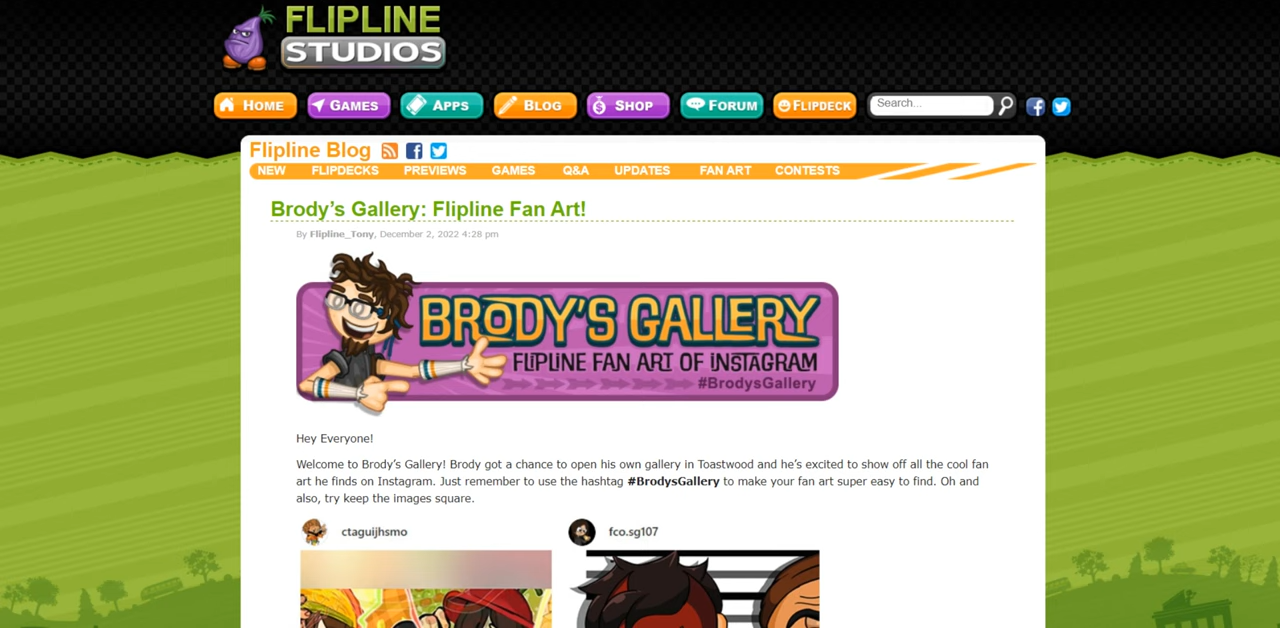 FLIPLINE
STUDIOS
HOME GAMES APPS BLOG SHOP FORUM FLIPDECK Search...
Flipline Blog
NEW FLIPDECKS PREVIEWS GAMES Q&A UPDATES FAN ART CONTESTS
Brody's Gallery: Flipline Fan Art!
By Flipline_Tony, December 2, 2022 4:28 pm
BRODY'S GALLERY
FLIPLINE FAN ART OF INSTAGRAM
#BrodysGallery
Hey Everyone!
Welcome to Brody's Gallery! Brody got a chance to open his own gallery in Toastwood and he's excited to show off all the cool fan
art he finds on Instagram. Just remember to use the hashtag #BrodysGallery to make your fan art super easy to find. Oh and
also, try keep the images square.
ctaguijhsmo fco.sg107